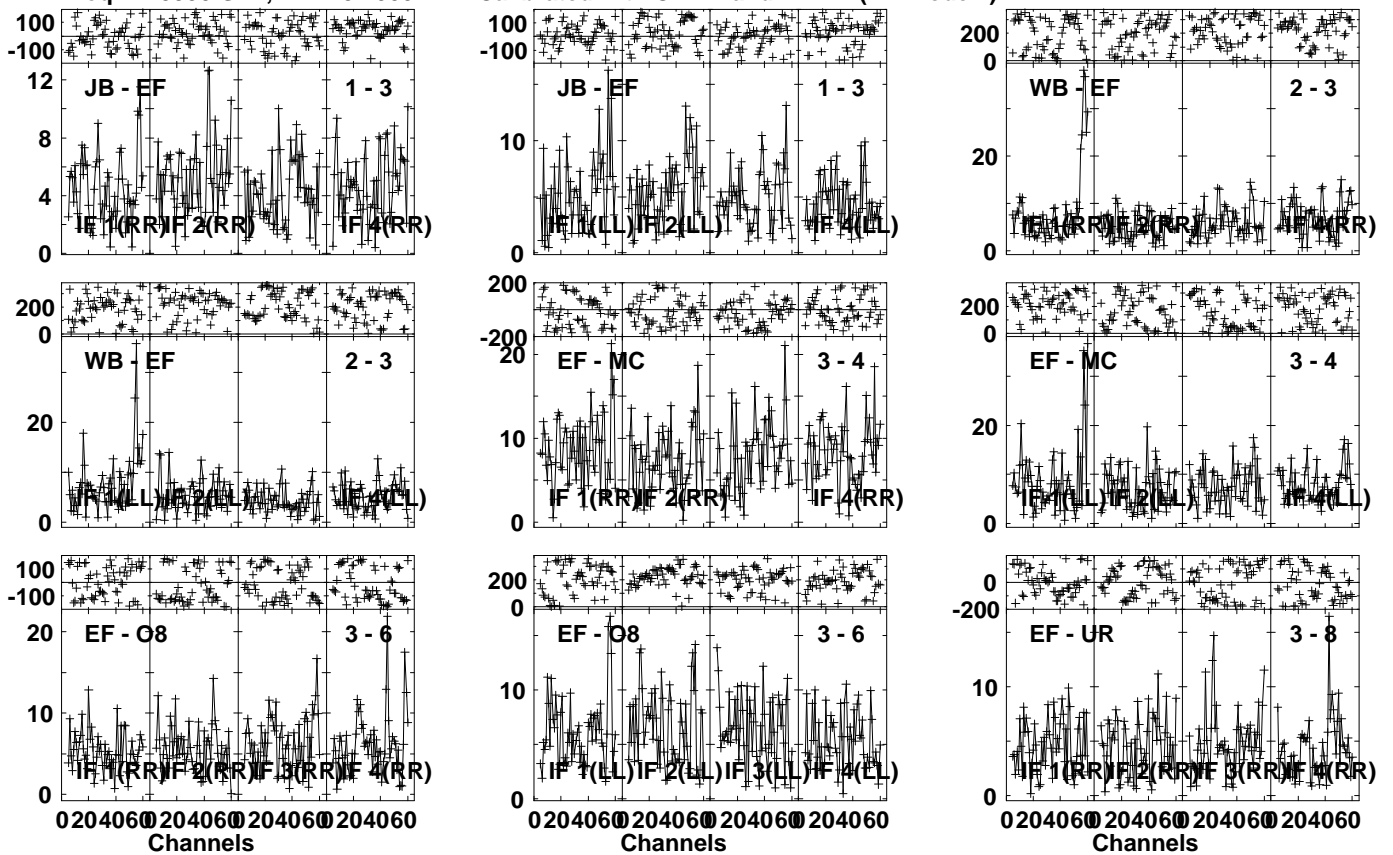 100
-100
12
8
4
0
JB - EF 1 - 3
IF 1(RR) IF 2(RR) IF 4(RR)
100
-100
10
0
JB - EF 1 - 3
IF 1(LL) IF 2(LL) IF 4(LL)
200
0
20
0
WB - EF 2 - 3
IF 1(RR) IF 2(RR) IF 4(RR)
200
0
20
0
WB - EF 2 - 3
IF 1(LL) IF 2(LL) IF 4(LL)
200
-200
20
10
0
EF - MC 3 - 4
IF 1(RR) IF 2(RR) IF 4(RR)
200
0
20
0
EF - MC 3 - 4
IF 1(LL) IF 2(LL) IF 4(LL)
100
-100
20
10
0
EF - O8 3 - 6
IF 1(RR) IF 2(RR) IF 3(RR) IF 4(RR)
0 20 40 60 0 20 40 60 0 20 40 60 0 20 40 60
Channels
200
0
10
0
EF - O8 3 - 6
IF 1(LL) IF 2(LL) IF 3(LL) IF 4(LL)
0 20 40 60 0 20 40 60 0 20 40 60 0 20 40 60
0
-200
10
0
EF - UR 3 - 8
IF 1(RR) IF 2(RR) IF 3(RR) IF 4(RR)
0 20 40 60 0 20 40 60 0 20 40 60 0 20 40 60
Channels